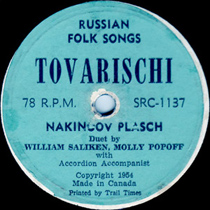 RUSSIAN
FOLK SONGS
TOVARISCHI
78 R.P.M. SRC-1137
NAKINGOV PLASCH
Duet by
WILLIAM SALIKEN, MOLLY POPOFF
with
Accordion Accompanist
Copyright 1954
Made in Canada
Printed by Trail Times